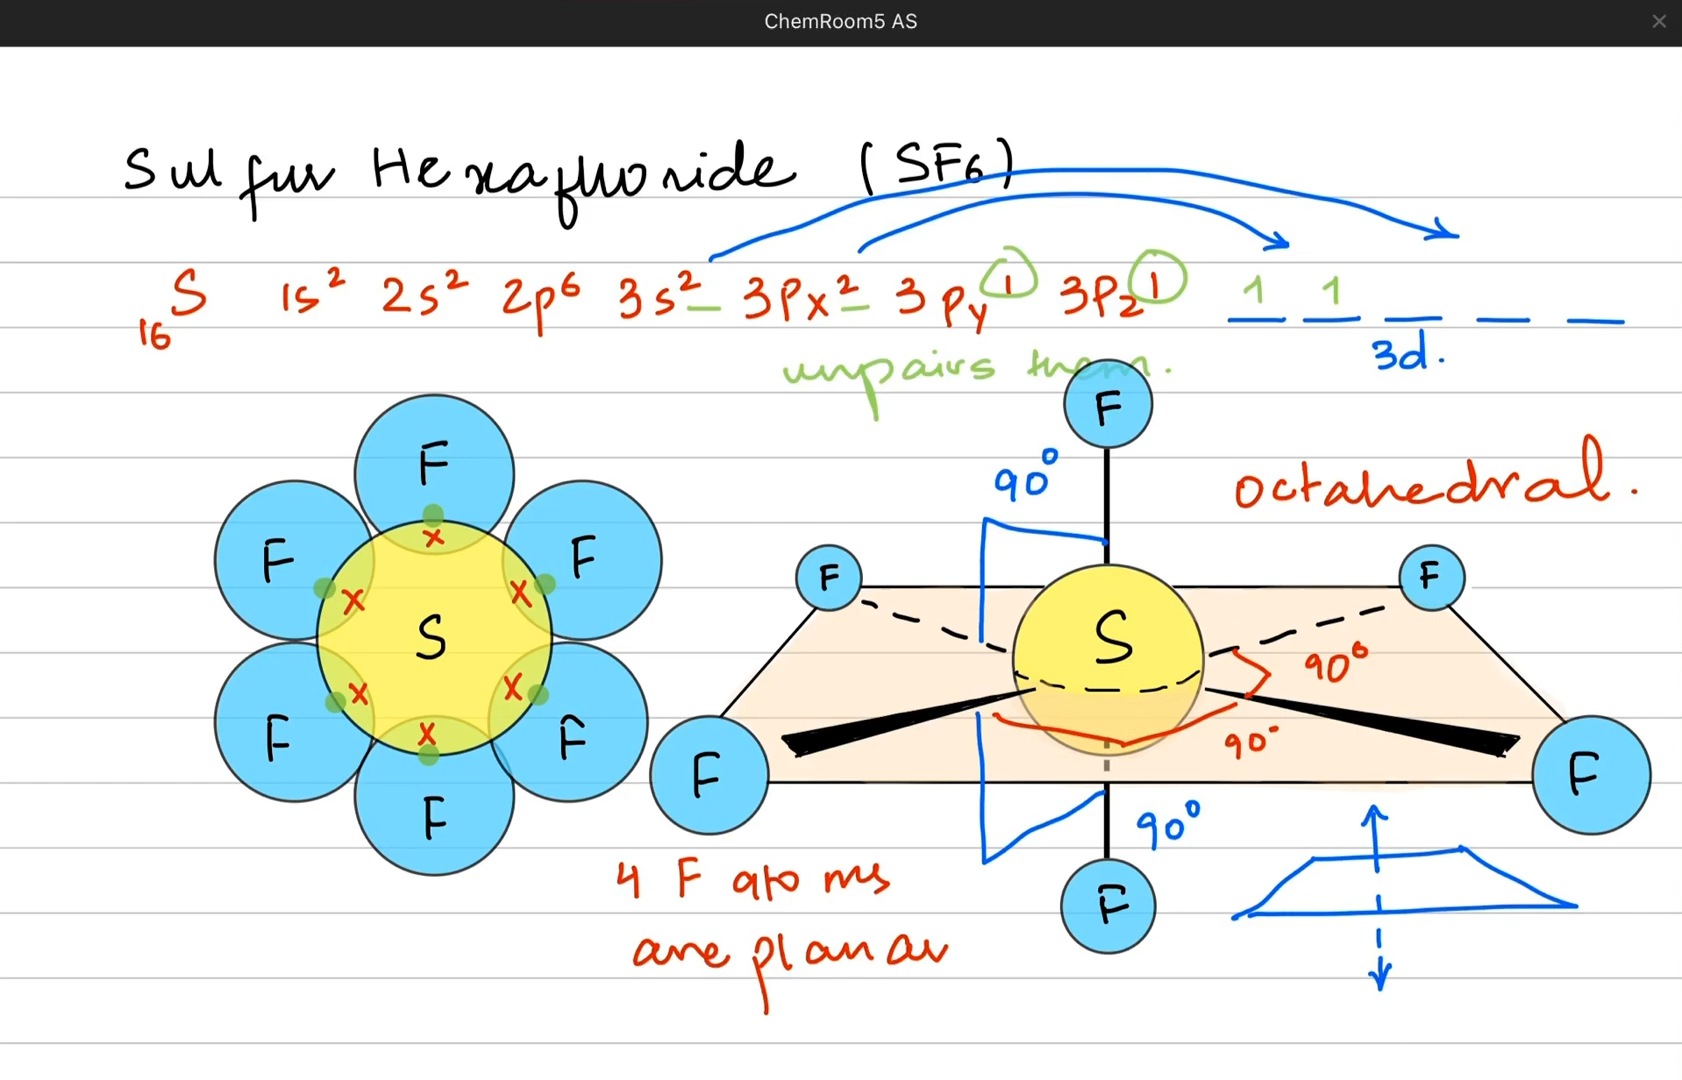 ChemRoom5 AS
Sulfur Hexafluoride (SF₆)
₁₆S 1s² 2s² 2p⁶ 3s² 3Px² 3Py¹ 3Pz¹ 1 1
3d.
unpairs them.
F
F
F
F
F
F
S
x
x
x
x
x
x
F
90°
octahedral.
F
F
S
90°
90°
F
F
90°
F
4 F atoms
are planar